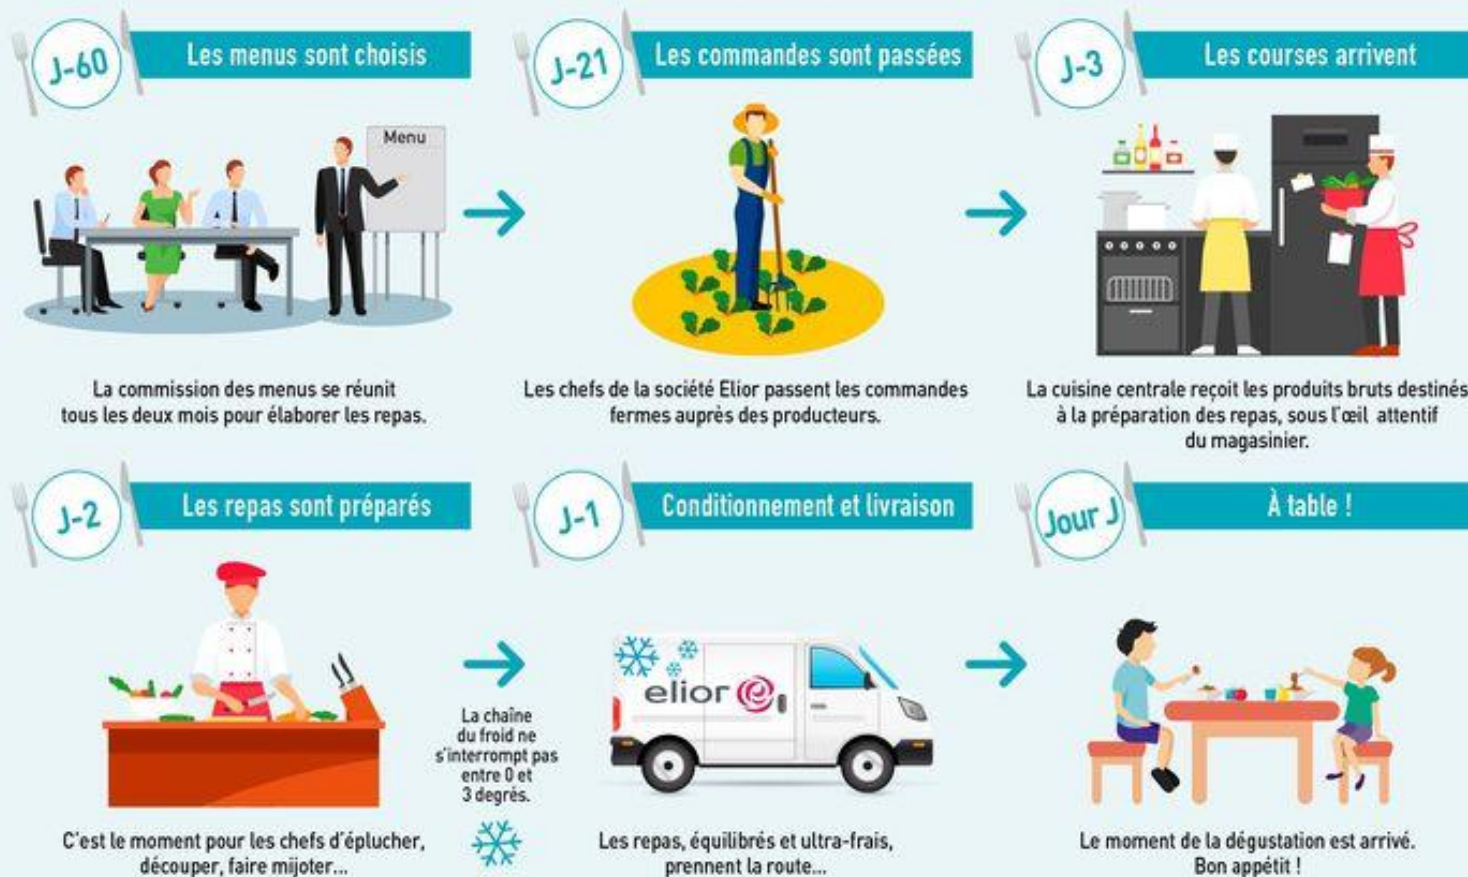 J-60
Les menus sont choisis
Menu
La commission des menus se réunit
tous les deux mois pour élaborer les repas.
J-21
Les commandes sont passées
Les chefs de la société Elior passent les commandes
fermes auprès des producteurs.
J-3
Les courses arrivent
La cuisine centrale reçoit les produits bruts destinés
à la préparation des repas, sous l'œil attentif
du magasinier.
J-2
Les repas sont préparés
C'est le moment pour les chefs d'éplucher,
découper, faire mijoter...
La chaîne
du froid ne
s'interrompt pas
entre 0 et
3 degrés.
J-1
Conditionnement et livraison
elior
Les repas, équilibrés et ultra-frais,
prennent la route...
Jour J
À table !
Le moment de la dégustation est arrivé.
Bon appétit !